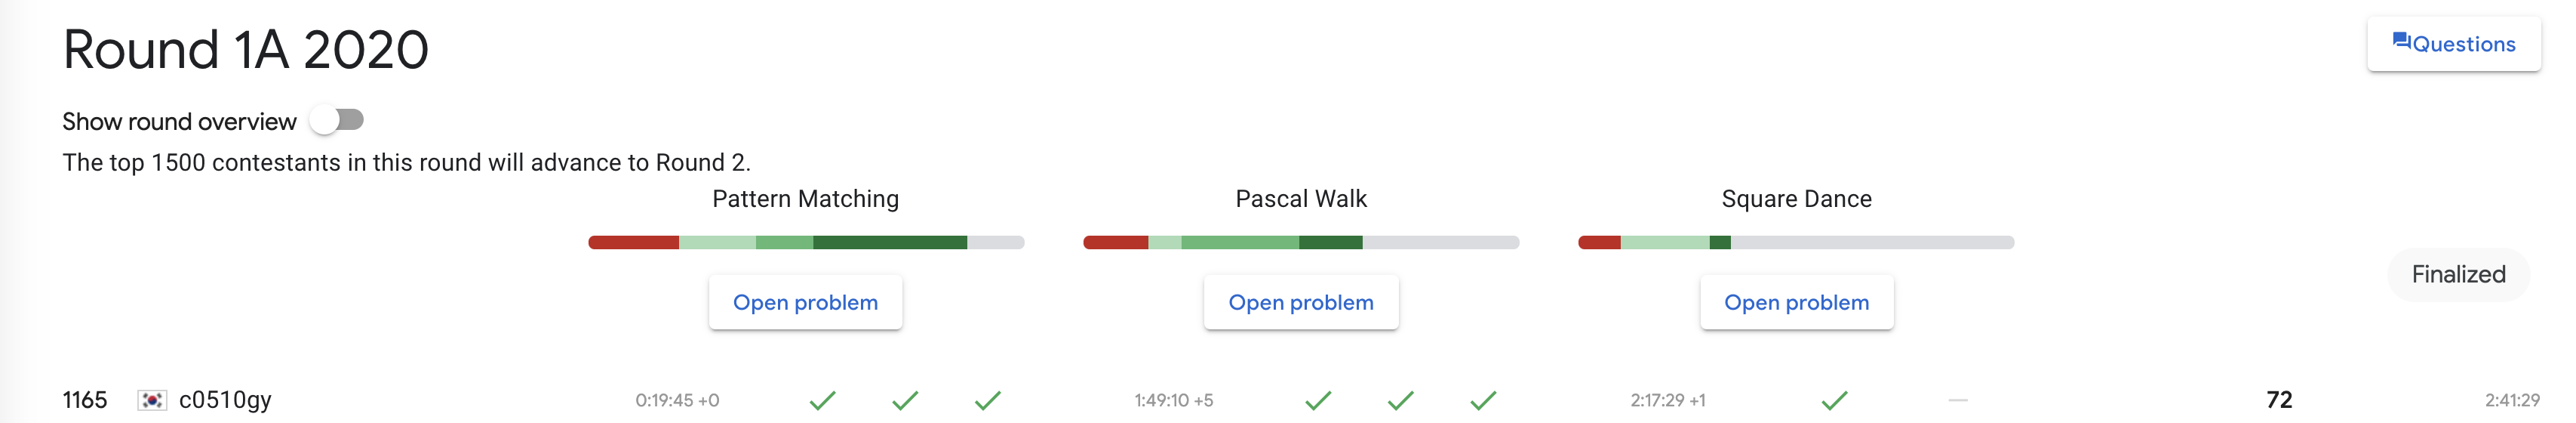 Round 1A 2020
Questions
Show round overview
The top 1500 contestants in this round will advance to Round 2.
Pattern Matching Pascal Walk Square Dance
Open problem Open problem Open problem
Finalized
1165 c0510gy 0:19:45 +0 1:49:10 +5 2:17:29 +1 72 2:41:29